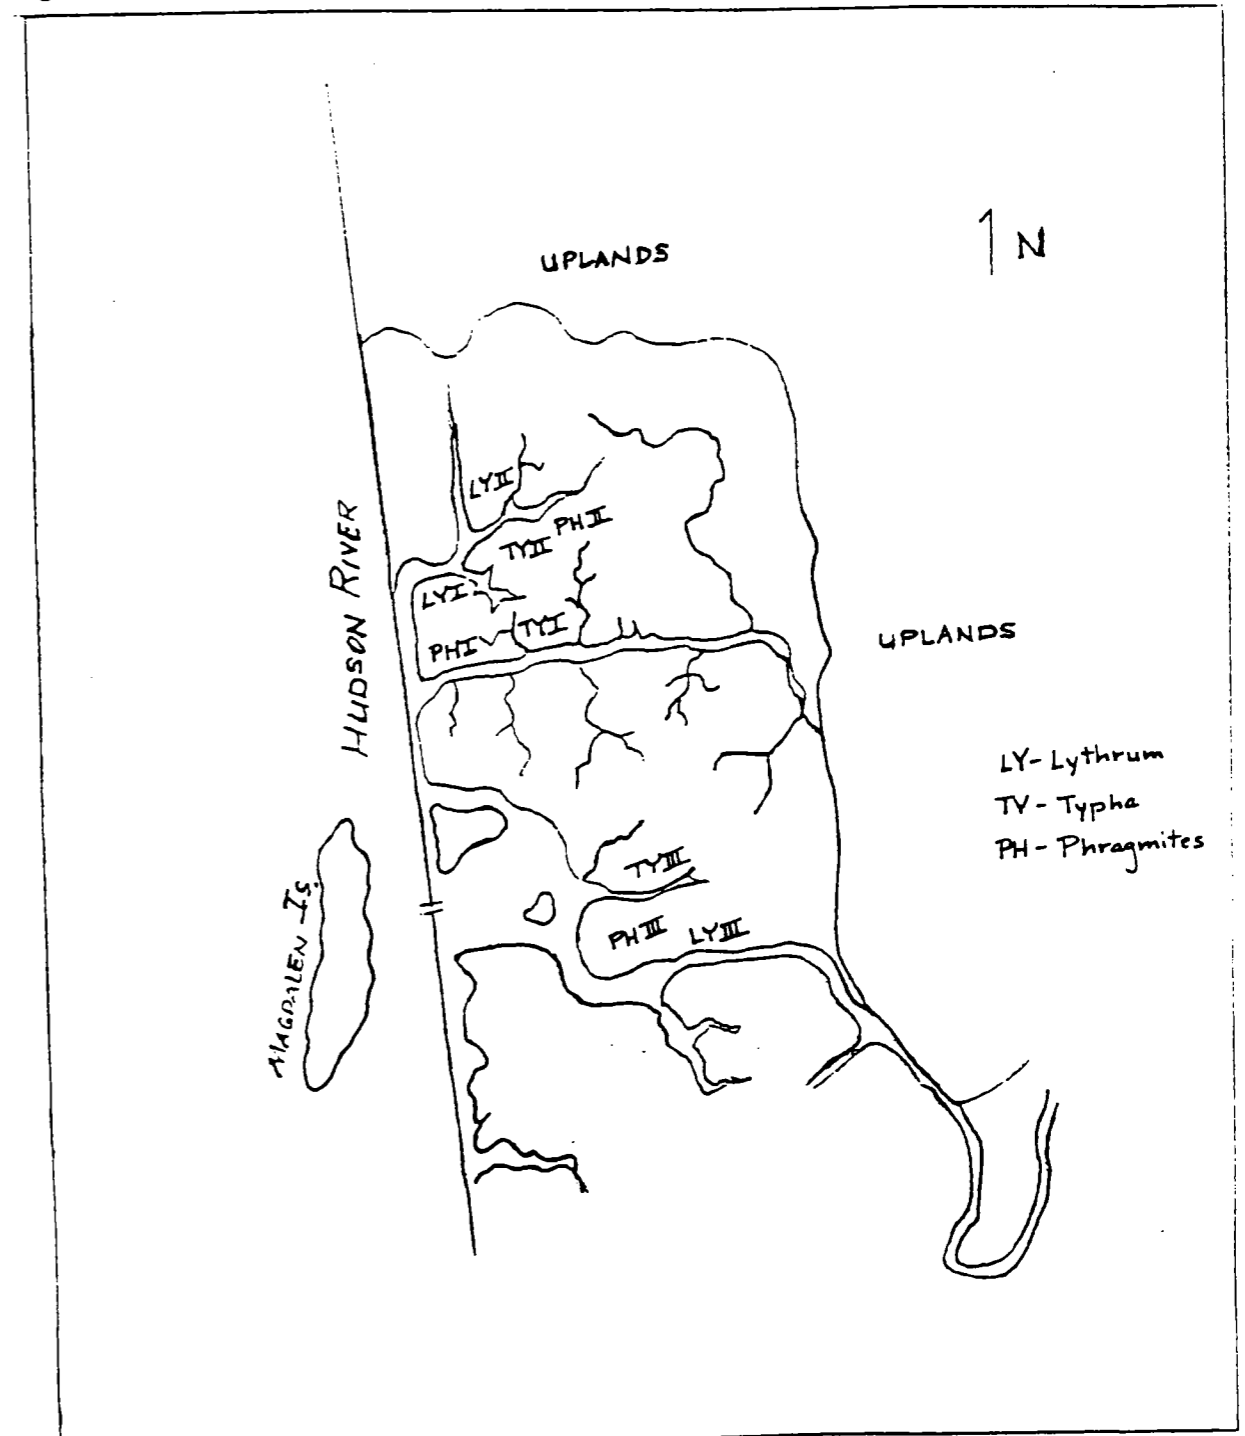 UPLANDS
N
LY II
PH II
TY II
LY I
TY I
PH I
HUDSON RIVER
UPLANDS
LY- Lythrum
TY - Typha
PH - Phragmites
TY III
PH III LY III
MAGDALEN Is.